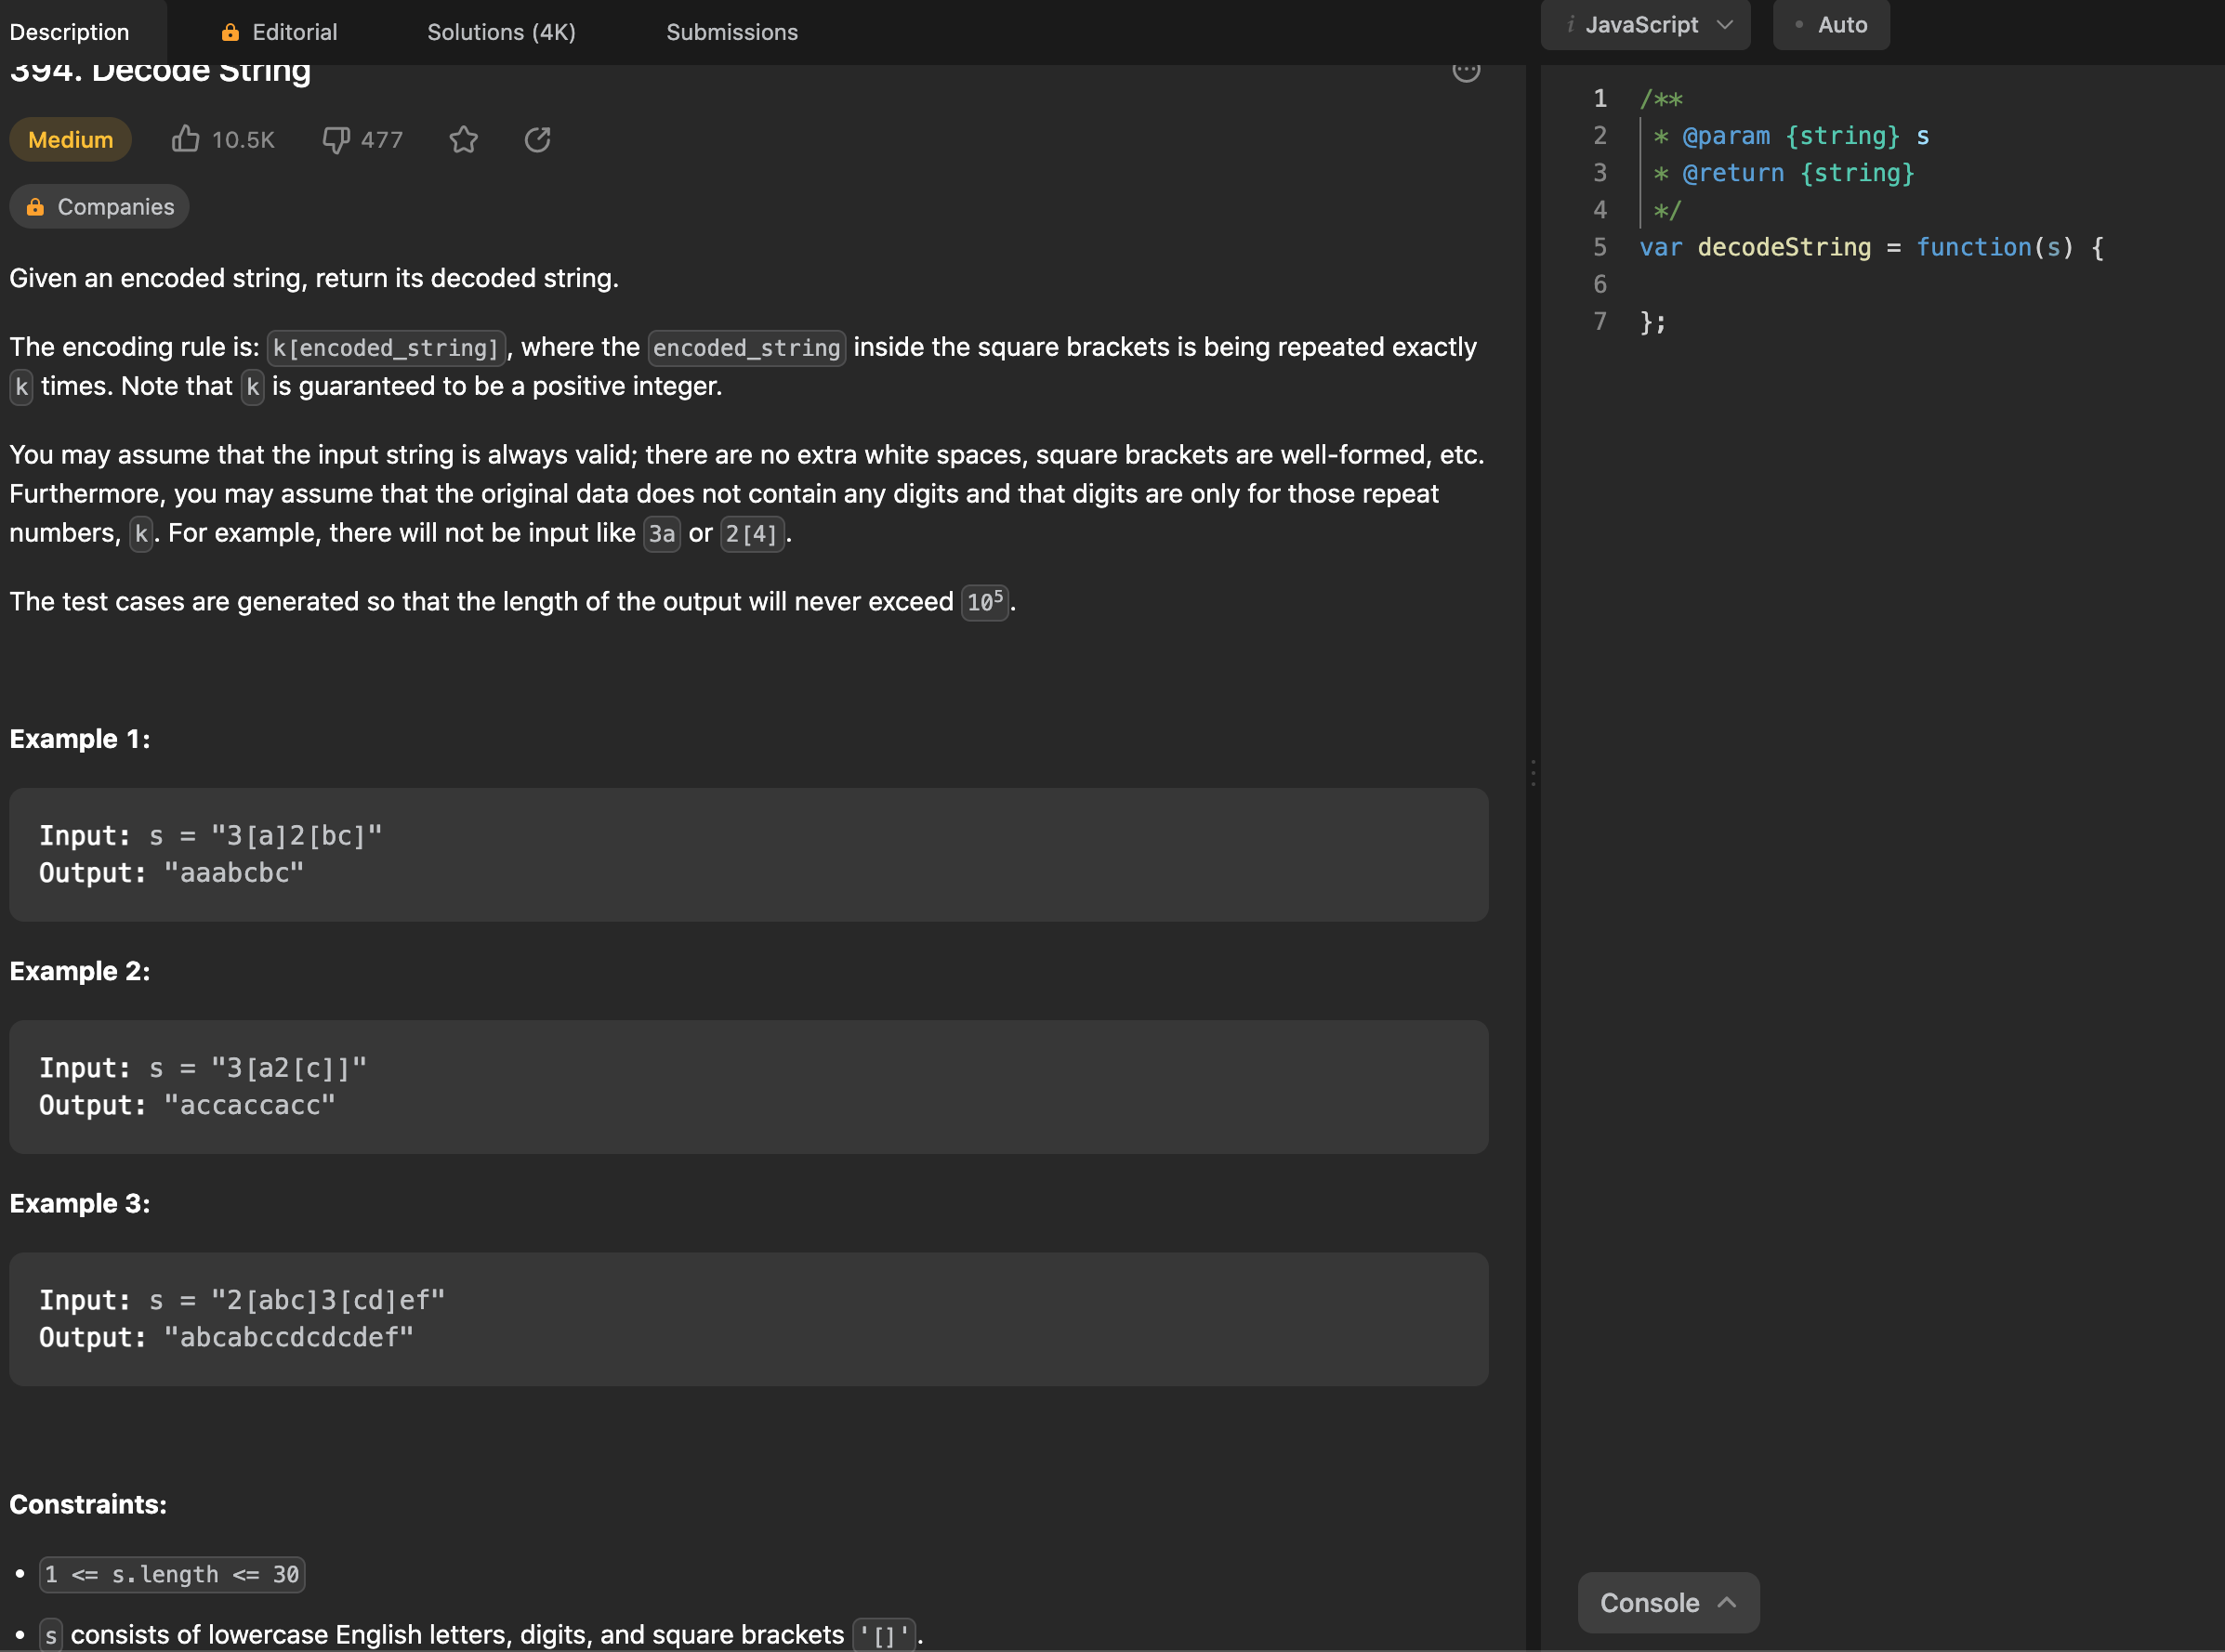 Description Editorial Solutions (4K) Submissions
394. Decode String
Medium 10.5K 477
Companies
Given an encoded string, return its decoded string.
The encoding rule is: k[encoded_string], where the encoded_string inside the square brackets is being repeated exactly
k times. Note that k is guaranteed to be a positive integer.
You may assume that the input string is always valid; there are no extra white spaces, square brackets are well-formed, etc.
Furthermore, you may assume that the original data does not contain any digits and that digits are only for those repeat
numbers, k. For example, there will not be input like 3a or 2[4].
The test cases are generated so that the length of the output will never exceed 10⁵.
Example 1:
Input: s = "3[a]2[bc]"
Output: "aaabcbc"
Example 2:
Input: s = "3[a2[c]]"
Output: "accaccacc"
Example 3:
Input: s = "2[abc]3[cd]ef"
Output: "abcabccdcdcdef"
Constraints:
• 1 <= s.length <= 30
• s consists of lowercase English letters, digits, and square brackets '[]'.
i JavaScript • Auto
1 /**
2 * @param {string} s
3 * @return {string}
4 */
5 var decodeString = function(s) {
6
7 };
Console